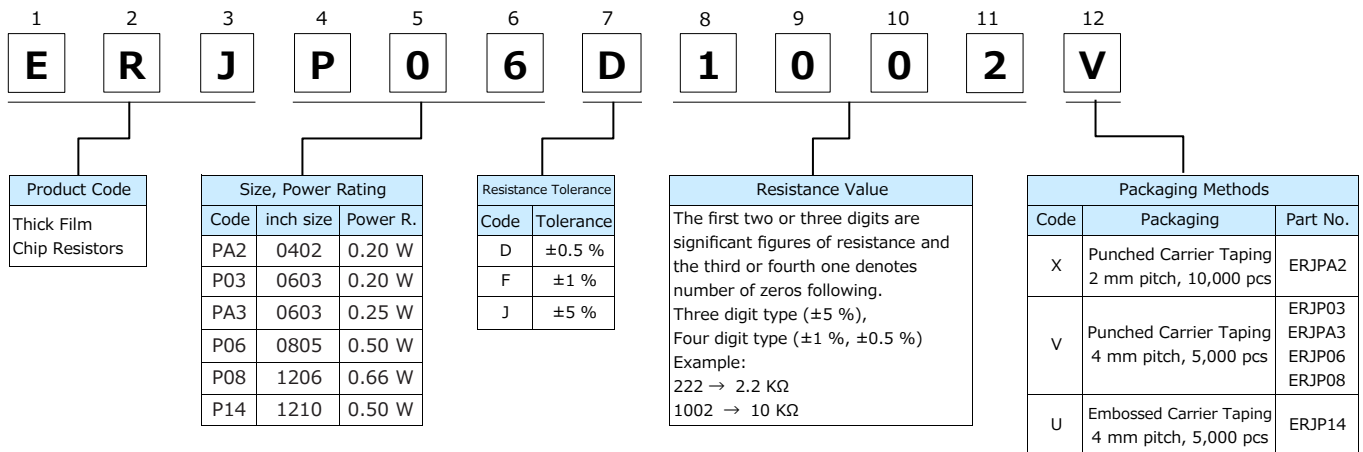 1 2 3 4 5 6 7 8 9 10 11 12
E R J P 0 6 D 1 0 0 2 V
Product Code
Thick Film
Chip Resistors
Size, Power Rating
Code inch size Power R.
PA2 0402 0.20 W
P03 0603 0.20 W
PA3 0603 0.25 W
P06 0805 0.50 W
P08 1206 0.66 W
P14 1210 0.50 W
Resistance Tolerance
Code Tolerance
D ±0.5 %
F ±1 %
J ±5 %
Resistance Value
The first two or three digits are
significant figures of resistance and
the third or fourth one denotes
number of zeros following.
Three digit type (±5 %),
Four digit type (±1 %, ±0.5 %)
Example:
222 → 2.2 KΩ
1002 → 10 KΩ
Packaging Methods
Code Packaging Part No.
X Punched Carrier Taping
2 mm pitch, 10,000 pcs ERJPA2
V Punched Carrier Taping
4 mm pitch, 5,000 pcs
ERJP03
ERJPA3
ERJP06
ERJP08
U Embossed Carrier Taping
4 mm pitch, 5,000 pcs ERJP14